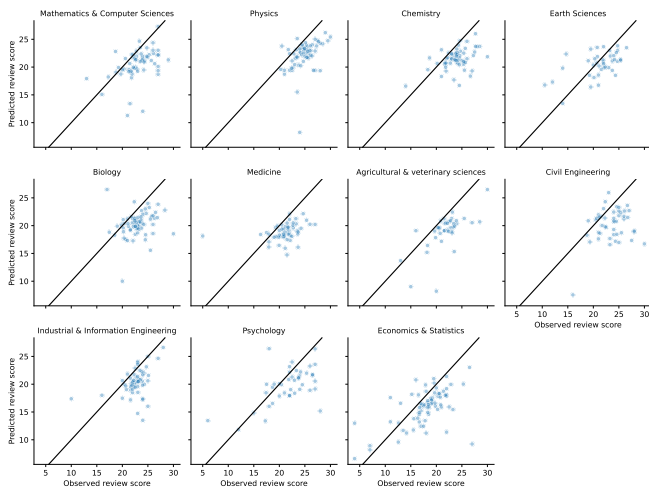 Mathematics & Computer Sciences
Physics
Chemistry
Earth Sciences
25
20
15
10
Predicted review score
Biology
Medicine
Agricultural & veterinary sciences
Civil Engineering
25
20
15
10
Predicted review score
5 10 15 20 25 30
Observed review score
Industrial & Information Engineering
Psychology
Economics & Statistics
25
20
15
10
Predicted review score
5 10 15 20 25 30
5 10 15 20 25 30
5 10 15 20 25 30
Observed review score
Observed review score
Observed review score